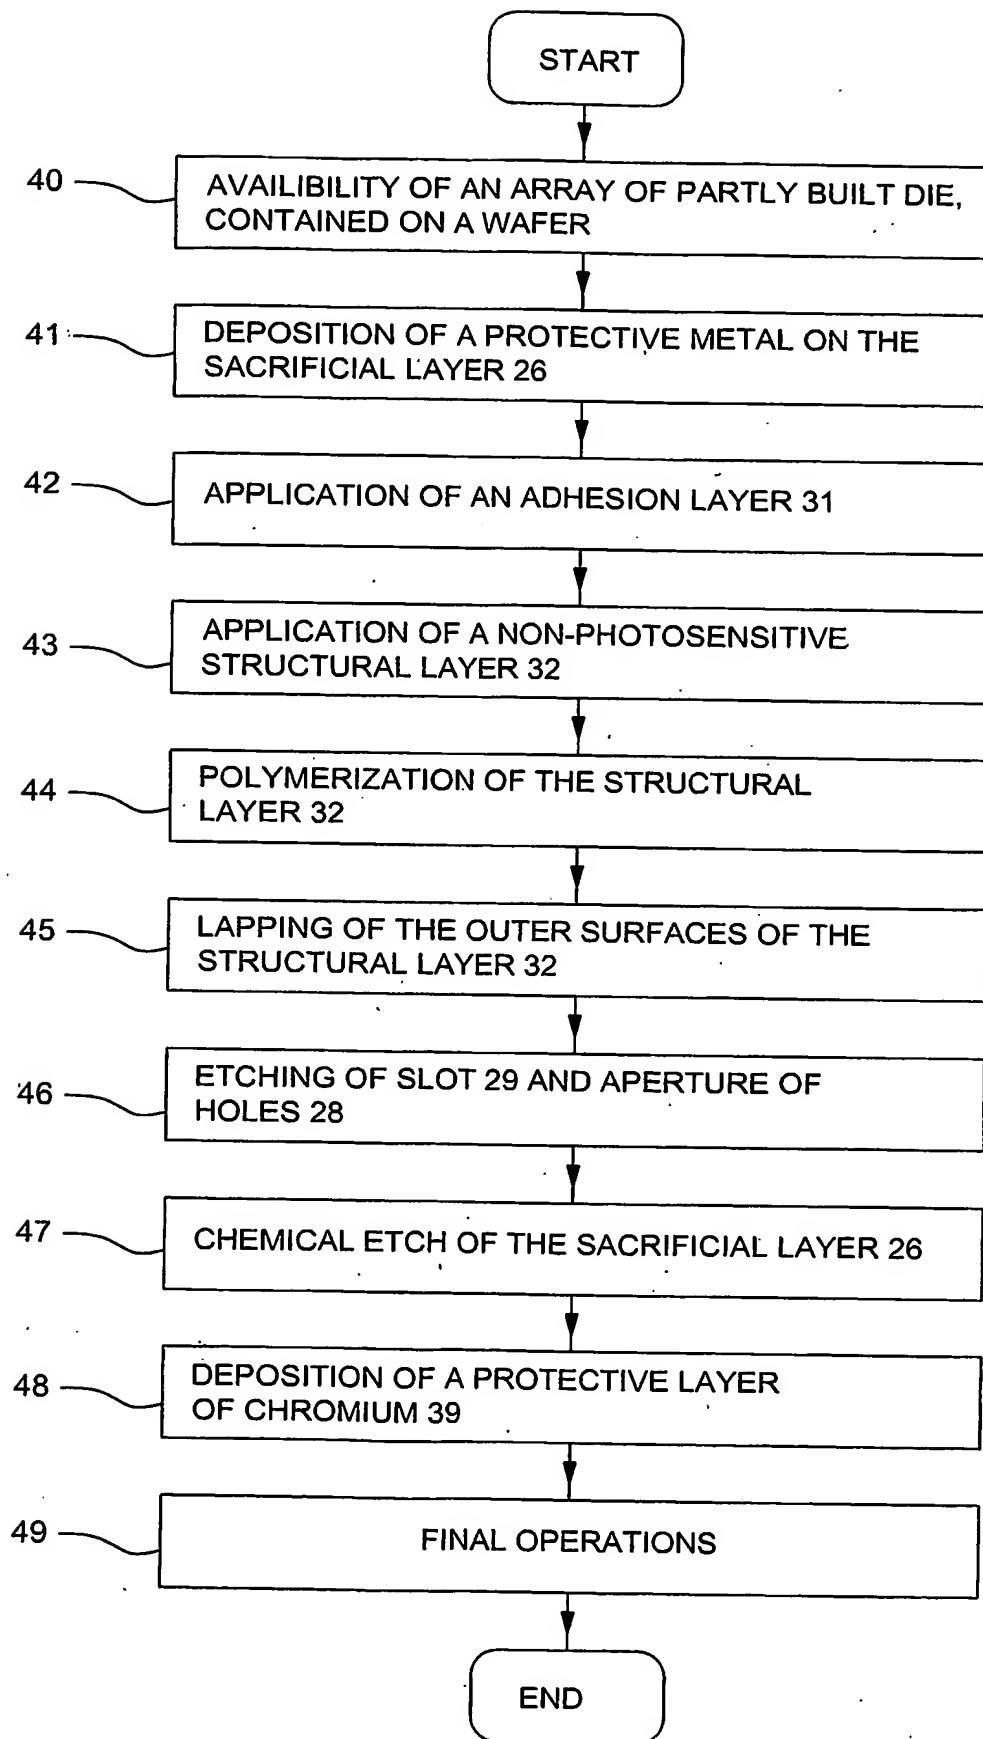 START
40
AVAILIBILITY OF AN ARRAY OF PARTLY BUILT DIE,
CONTAINED ON A WAFER
41
DEPOSITION OF A PROTECTIVE METAL ON THE
SACRIFICIAL LAYER 26
42
APPLICATION OF AN ADHESION LAYER 31
43
APPLICATION OF A NON-PHOTOSENSITIVE
STRUCTURAL LAYER 32
44
POLYMERIZATION OF THE STRUCTURAL
LAYER 32
45
LAPPING OF THE OUTER SURFACES OF THE
STRUCTURAL LAYER 32
46
ETCHING OF SLOT 29 AND APERTURE OF
HOLES 28
47
CHEMICAL ETCH OF THE SACRIFICIAL LAYER 26
48
DEPOSITION OF A PROTECTIVE LAYER
OF CHROMIUM 39
49
FINAL OPERATIONS
END